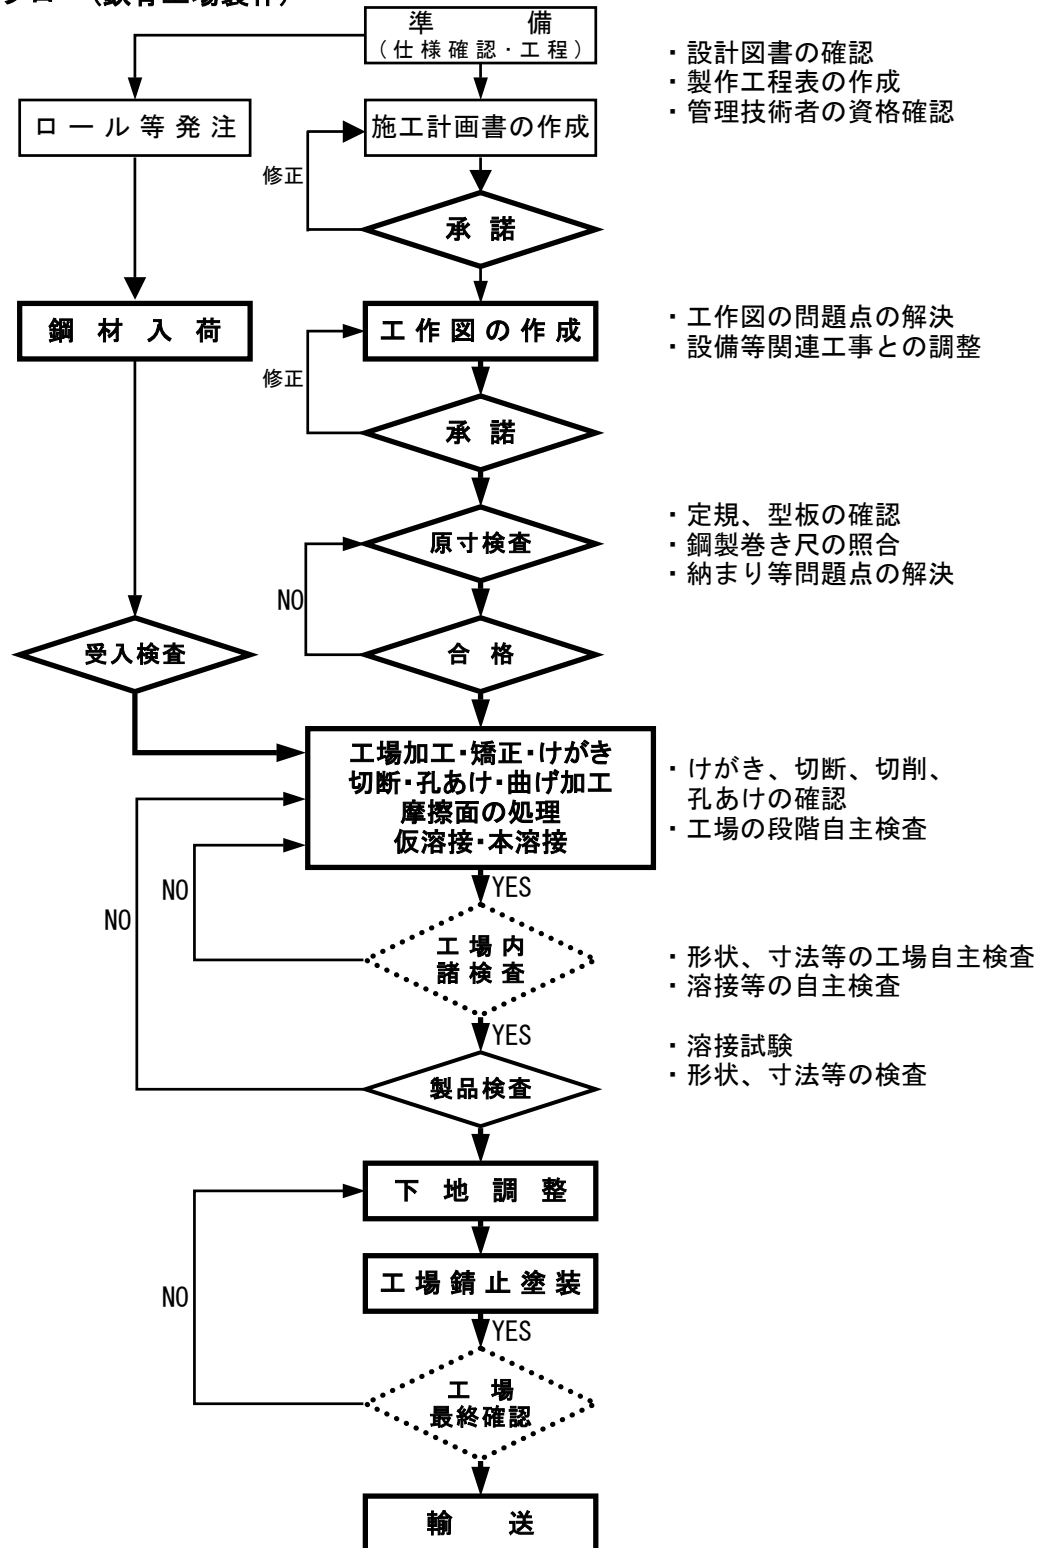 準 備
(仕様確認・工程)
・設計図書の確認
・製作工程表の作成
・管理技術者の資格確認
ロール等発注
施工計画書の作成
修正
承 諾
鋼 材 入 荷
工作図の作成
・工作図の問題点の解決
・設備等関連工事との調整
修正
承 諾
原寸検査
・定規、型板の確認
・鋼製巻き尺の照合
・納まり等問題点の解決
NO
受入検査
合 格
工場加工・矯正・けがき
切断・孔あけ・曲げ加工
摩擦面の処理
仮溶接・本溶接
・けがき、切断、切削、
孔あけの確認
・工場の段階自主検査
NO
NO
YES
工場内
諸検査
・形状、寸法等の工場自主検査
・溶接等の自主検査
YES
・溶接試験
・形状、寸法等の検査
製品検査
下 地 調 整
工場錆止塗装
NO
YES
工 場
最終確認
輸 送